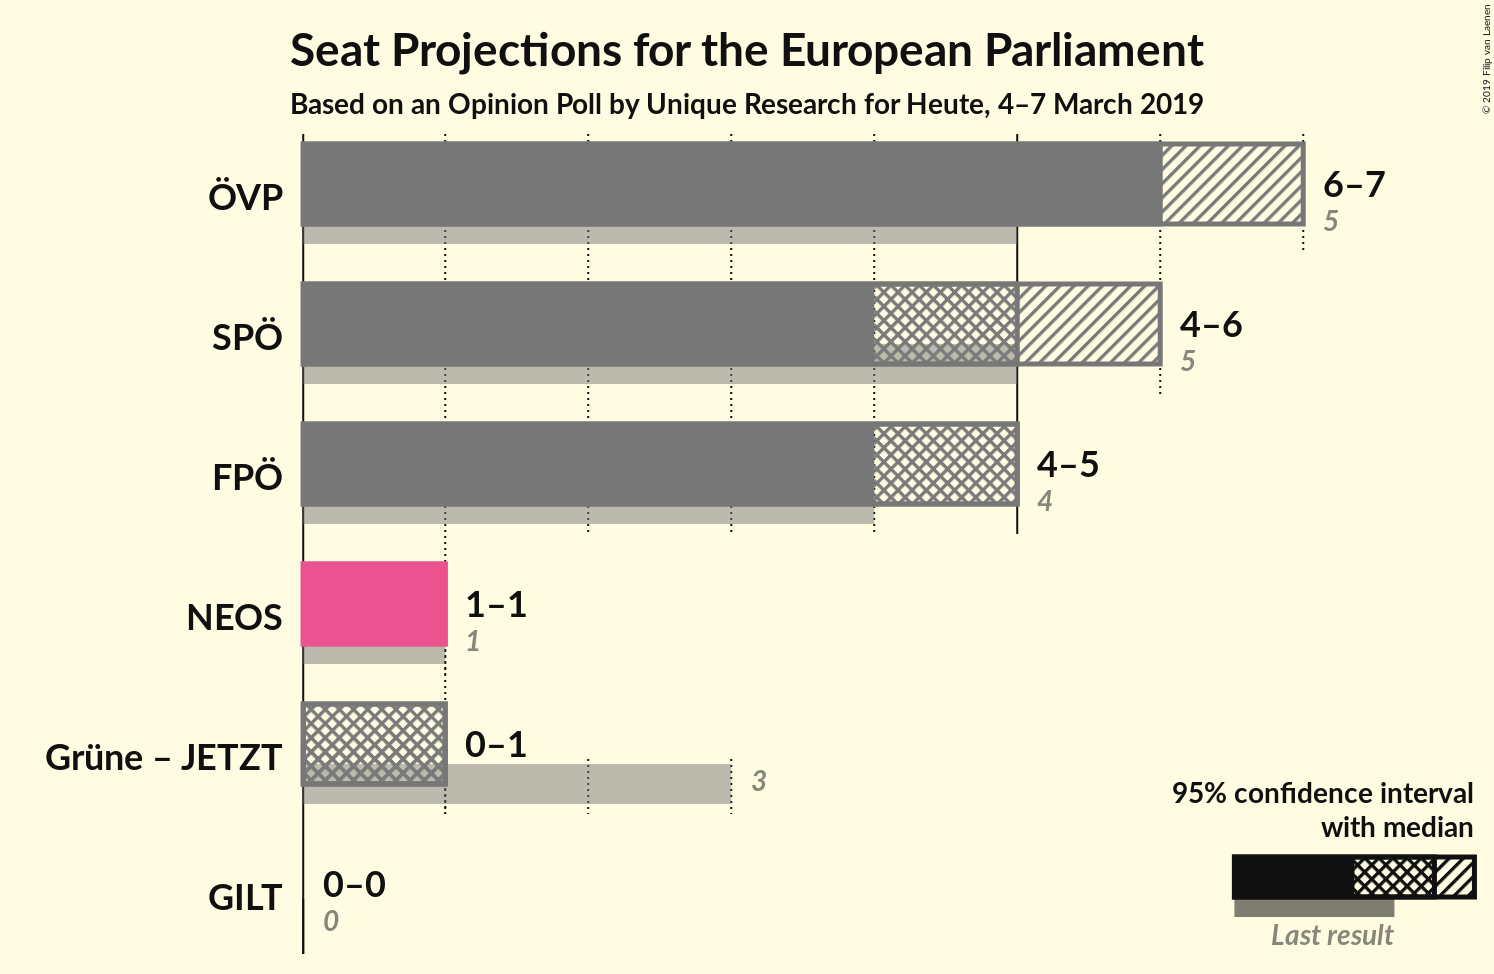 Seat Projections for the European Parliament
Based on an Opinion Poll by Unique Research for Heute, 4–7 March 2019
© 2019 Filip van Laenen
ÖVP
6–7
5
SPÖ
4–6
5
FPÖ
4–5
4
NEOS
1–1
1
Grüne – JETZT
0–1
3
GILT
0–0
0
95% confidence interval
with median
Last result